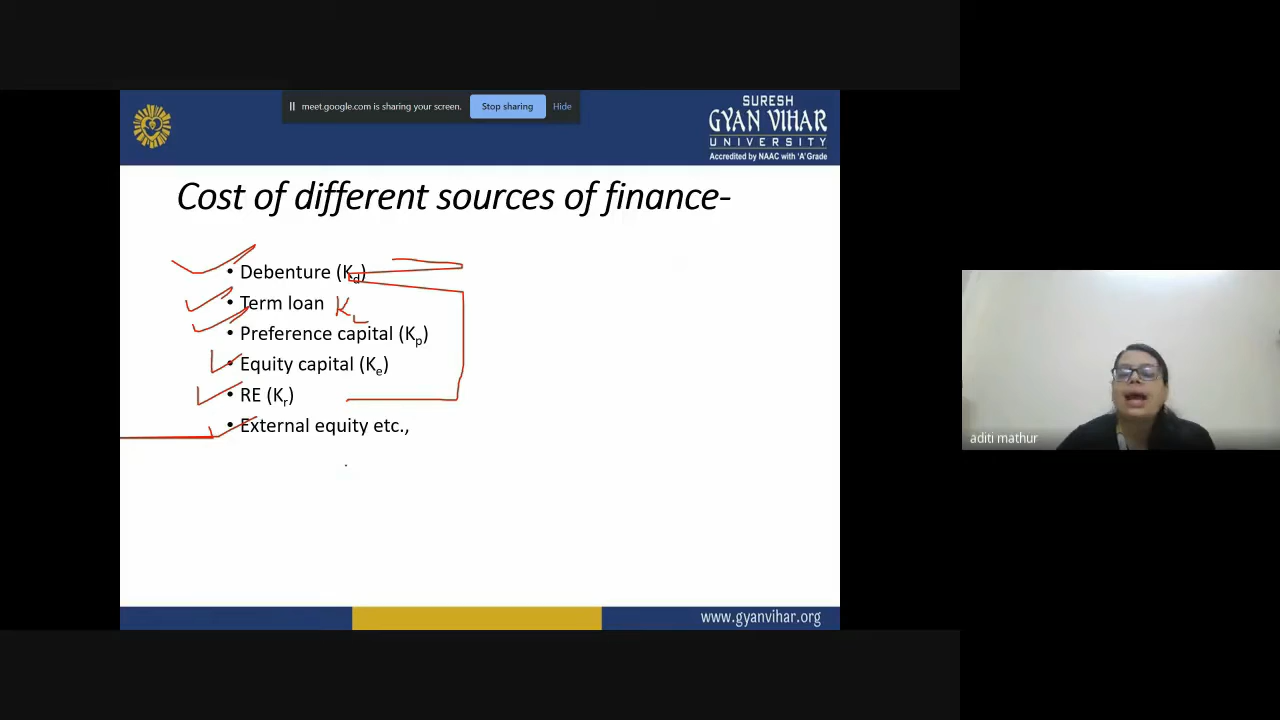 meet.google.com is sharing your screen. Stop sharing Hide
SURESH
GYAN VIHAR
UNIVERSITY
Accredited by NAAC with 'A' Grade
Cost of different sources of finance-
• Debenture (Kd)
• Term loan KL
• Preference capital (Kp)
• Equity capital (Ke)
• RE (Kr)
• External equity etc.,
aditi mathur
www.gyanvihar.org